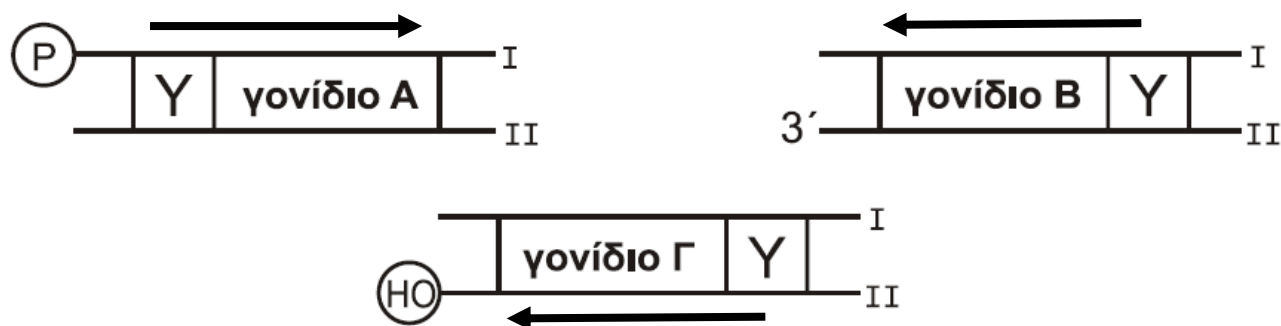 P Υ γονίδιο Α I
II
γονίδιο Β Υ I
3΄ II
γονίδιο Γ Υ I
HO II